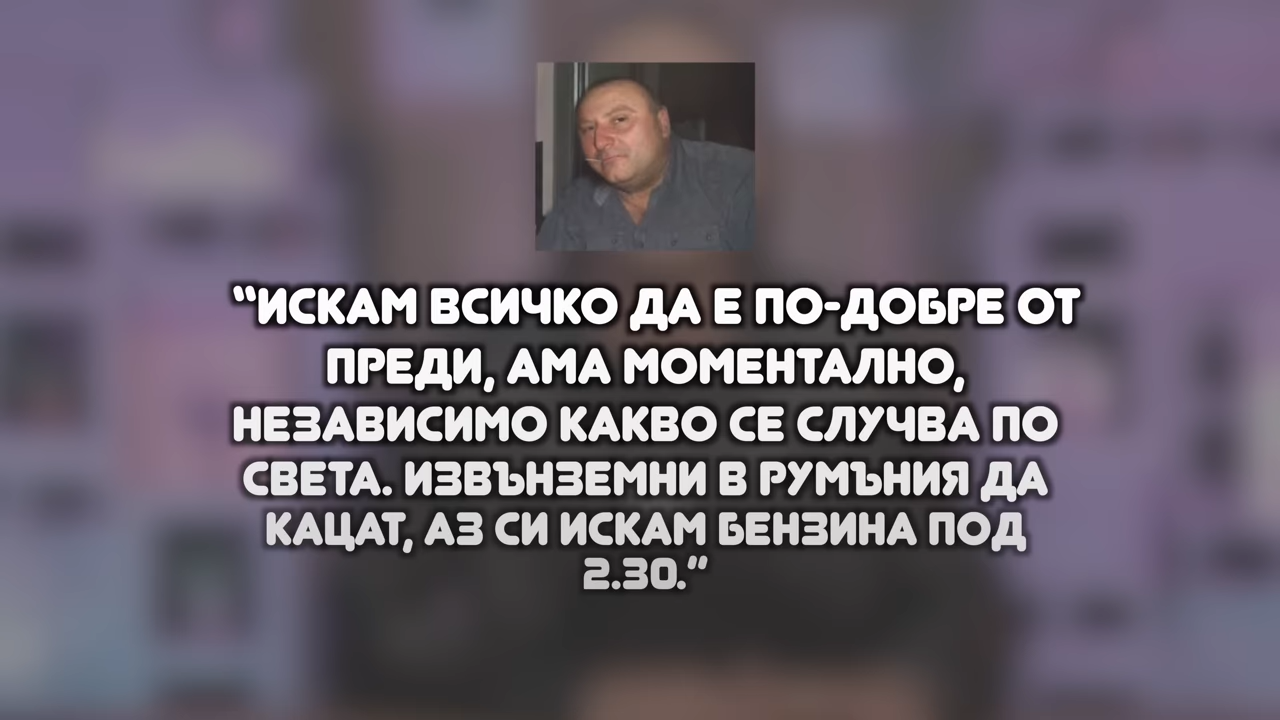 "ИСКАМ ВСИЧКО ДА Е ПО-ДОБРЕ ОТ
ПРЕДИ, АМА МОМЕНТАЛНО,
НЕЗАВИСИМО КАКВО СЕ СЛУЧВА ПО
СВЕТА. ИЗВЪНЗЕМНИ В РУМЪНИЯ ДА
КАЦАТ, АЗ СИ ИСКАМ БЕНЗИНА ПОД
2.30."